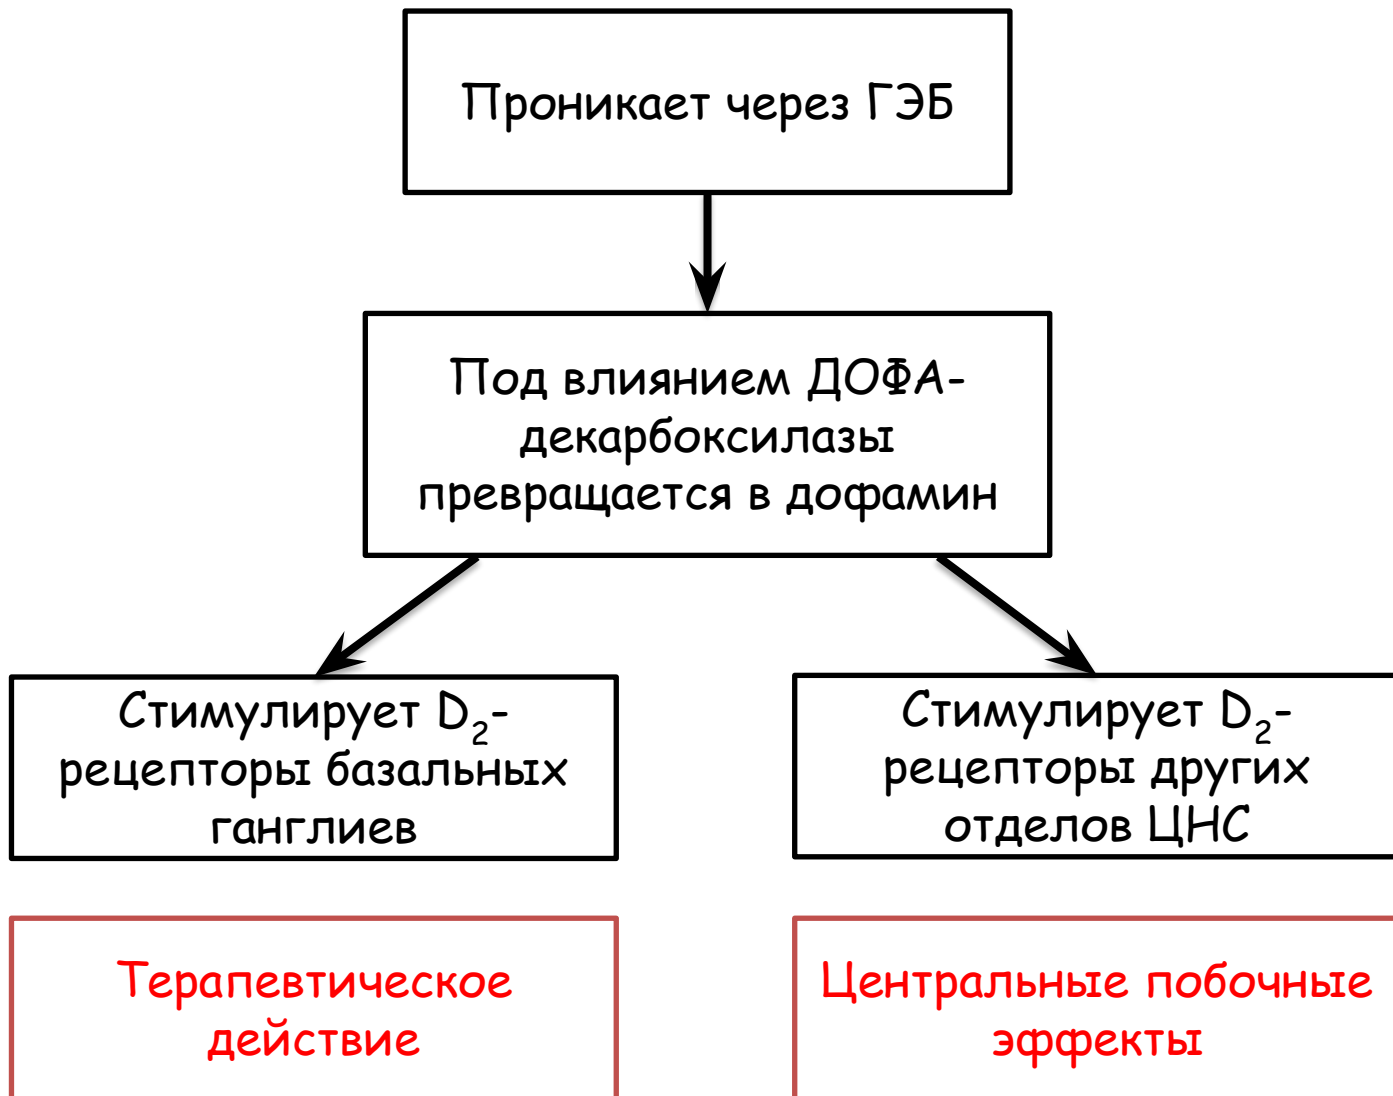 Проникает через ГЭБ
Под влиянием ДОФА-
декарбоксилазы
превращается в дофамин
Стимулирует D₂-
рецепторы базальных
ганглиев
Стимулирует D₂-
рецепторы других
отделов ЦНС
Терапевтическое
действие
Центральные побочные
эффекты